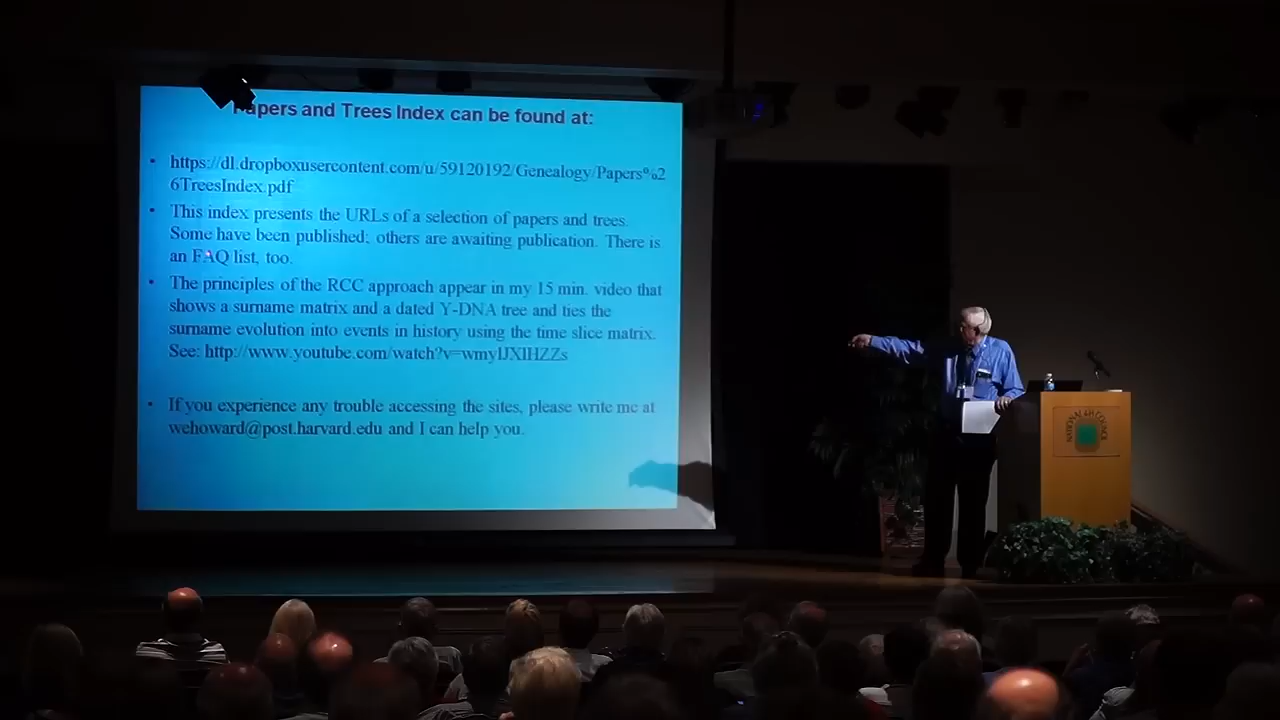 Papers and Trees Index can be found at:
• https://dl.dropboxusercontent.com/u/59120192/Genealogy/Papers%2
6TreesIndex.pdf
• This index presents the URLs of a selection of papers and trees.
Some have been published; others are awaiting publication. There is
an FAQ list, too.
• The principles of the RCC approach appear in my 15 min. video that
shows a surname matrix and a dated Y-DNA tree and ties the
surname evolution into events in history using the time slice matrix.
See: http://www.youtube.com/watch?v=wmyIJXIHZZs
• If you experience any trouble accessing the sites, please write me at
wehoward@post.harvard.edu and I can help you.
NATIONAL 4-H COUNCIL